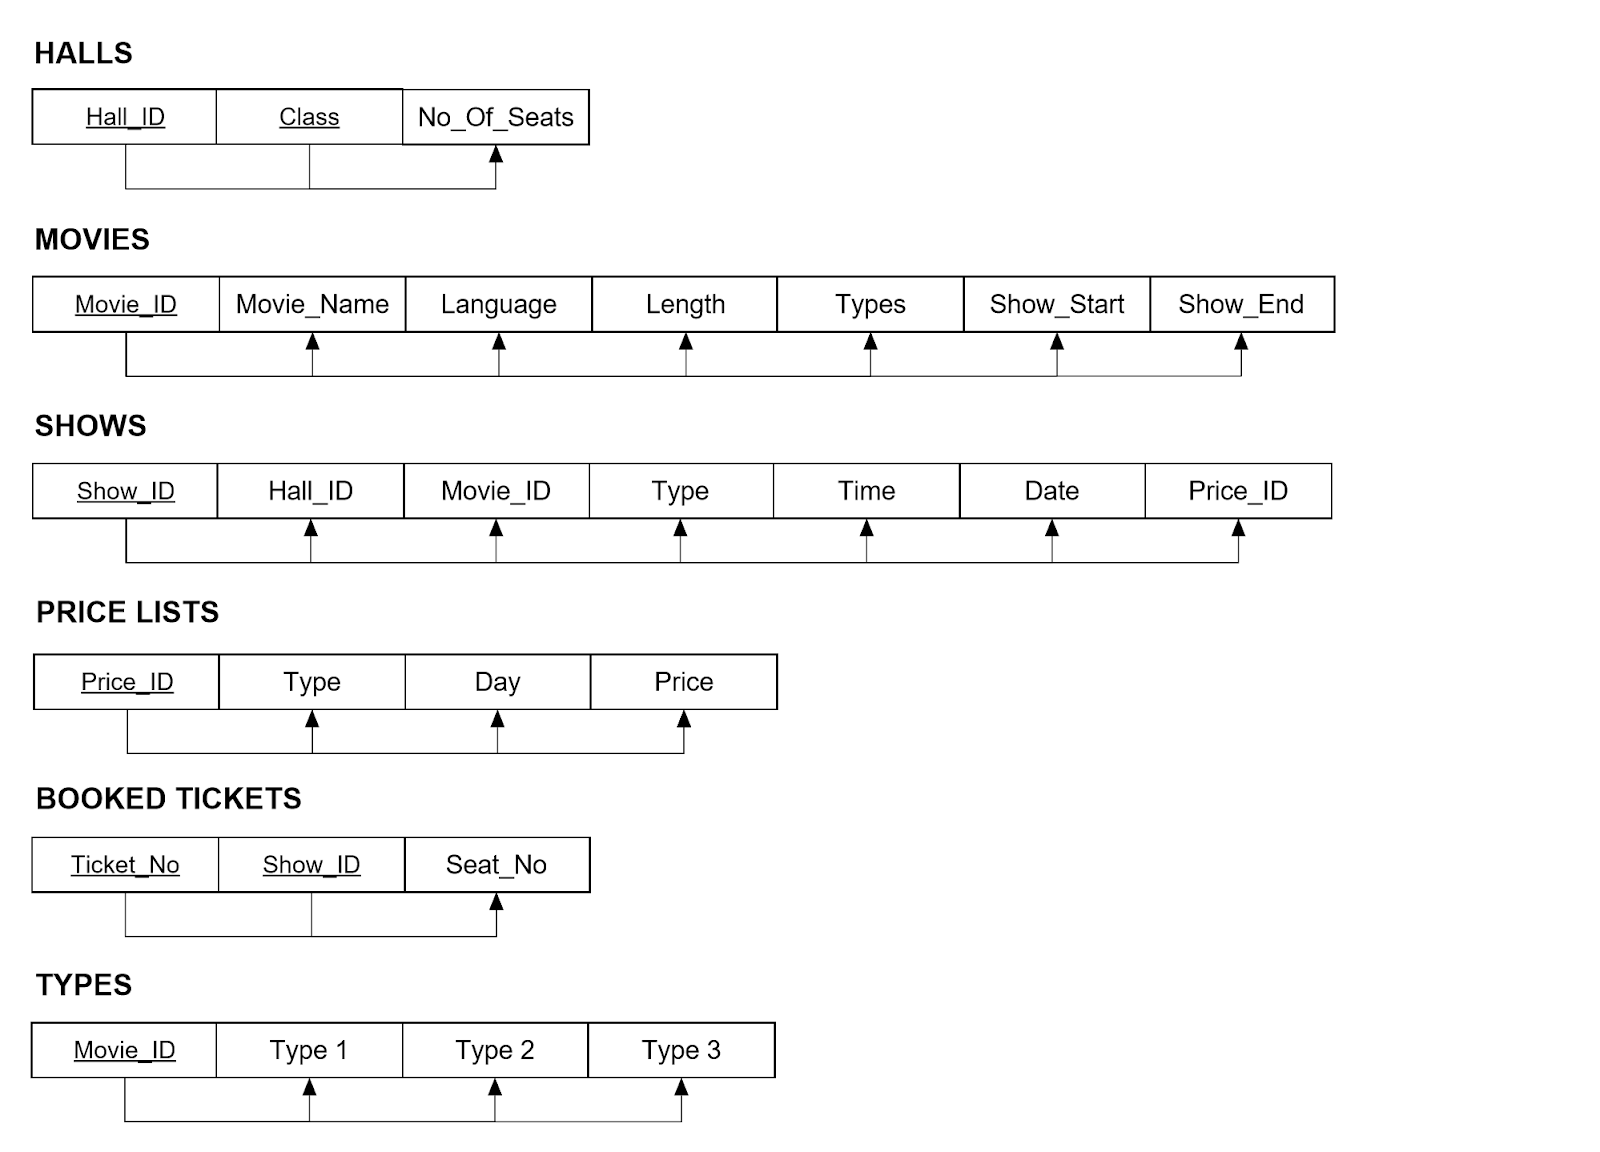 HALLS
Hall_ID Class No_Of_Seats
MOVIES
Movie_ID Movie_Name Language Length Types Show_Start Show_End
SHOWS
Show_ID Hall_ID Movie_ID Type Time Date Price_ID
PRICE LISTS
Price_ID Type Day Price
BOOKED TICKETS
Ticket_No Show_ID Seat_No
TYPES
Movie_ID Type 1 Type 2 Type 3